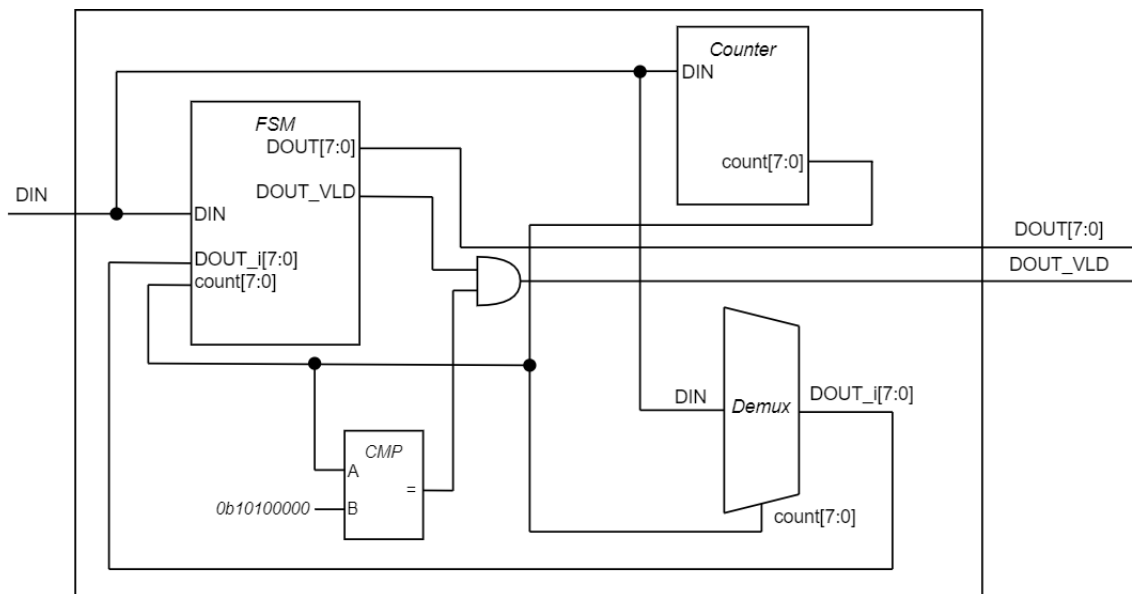 Counter
DIN
count[7:0]
FSM
DOUT[7:0]
DOUT_VLD
DIN
DIN
DOUT_i[7:0]
count[7:0]
DOUT[7:0]
DOUT_VLD
DIN
Demux
DOUT_i[7:0]
count[7:0]
CMP
A
=
0b10100000
B